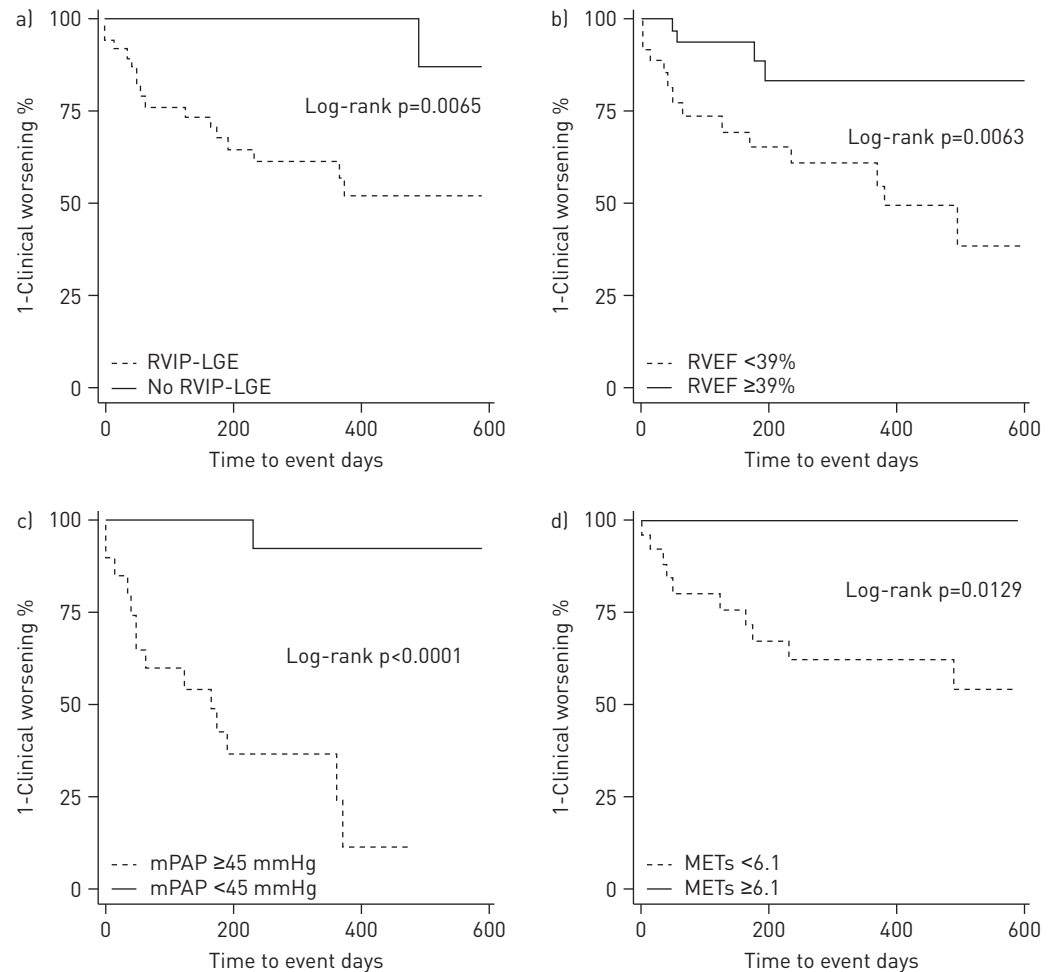 a)
100
75
50
25
0
1-Clinical worsening %
Log-rank p=0.0065
RVIP-LGE
No RVIP-LGE
0 200 400 600
Time to event days
b)
100
75
50
25
0
1-Clinical worsening %
Log-rank p=0.0063
RVEF <39%
RVEF ≥39%
0 200 400 600
Time to event days
c)
100
75
50
25
0
1-Clinical worsening %
Log-rank p<0.0001
mPAP ≥45 mmHg
mPAP <45 mmHg
0 200 400 600
Time to event days
d)
100
75
50
25
0
1-Clinical worsening %
Log-rank p=0.0129
METs <6.1
METs ≥6.1
0 200 400 600
Time to event days